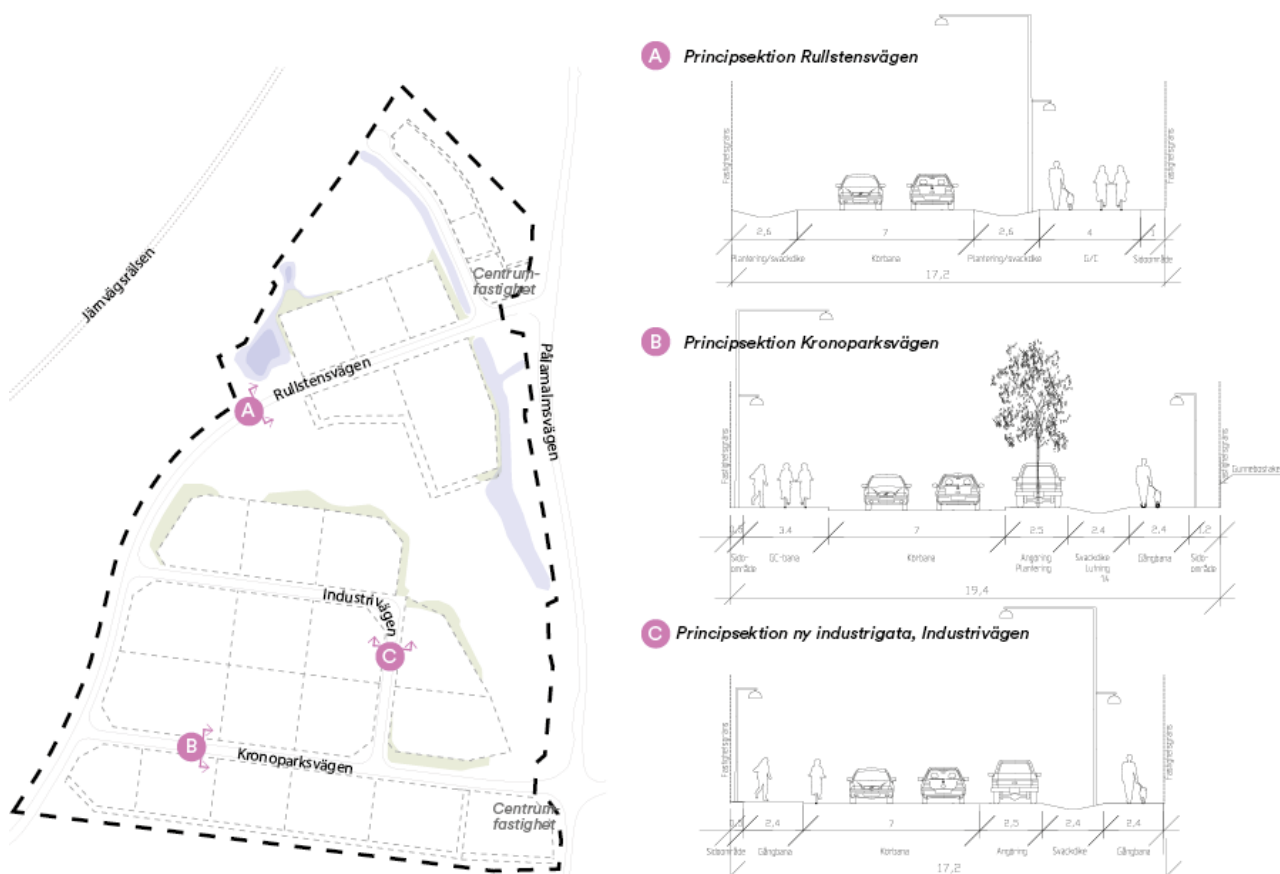 Järnvägsrälsen
Centrum-
fastighet
Rullstensvägen
A
Pålamalmsvägen
Industrivägen
C
B
Kronoparksvägen
Centrum-
fastighet
A Principsektion Rullstensvägen
Fastighetsgräns
Fastighetsgräns
2,6 7 2,6 4 1
Plantering/svackdike Körbana Plantering/svackdike G/C Sidoområde
17,2
B Principsektion Kronoparksvägen
Fastighetsgräns
Fastighetsgräns
3.4 7 2.5 2.4 2,4 1.2
Sido-
område
GC-bana
Körbana
Angöring
Plantering
Svackdike
Lutning
Gångbana
Sido-
område
19,4
C Principsektion ny industrigata, Industrivägen
Fastighetsgräns
Fastighetsgräns
2,4 7 2,5 2,4 2,4
Sidoområde Gångbana Körbana Angöring Svackdike Gångbana
17,2